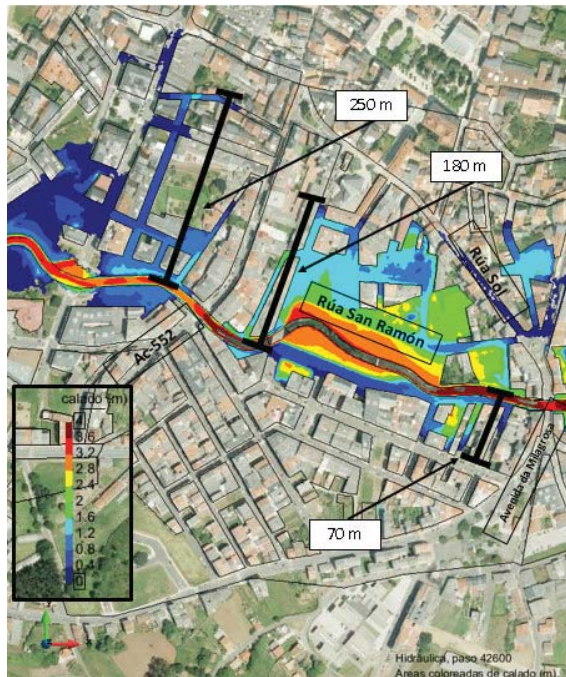 250 m
180 m
Rúa Sol
Rúa San Ramón
Ac-552
calado (m)
4
3.6
3.2
2.8
2.4
2
1.6
1.2
0.8
0.4
0
Avenida da Milagrosa
70 m
x
Hidráulica, paso 42600
Areas coloreadas de calado (m).